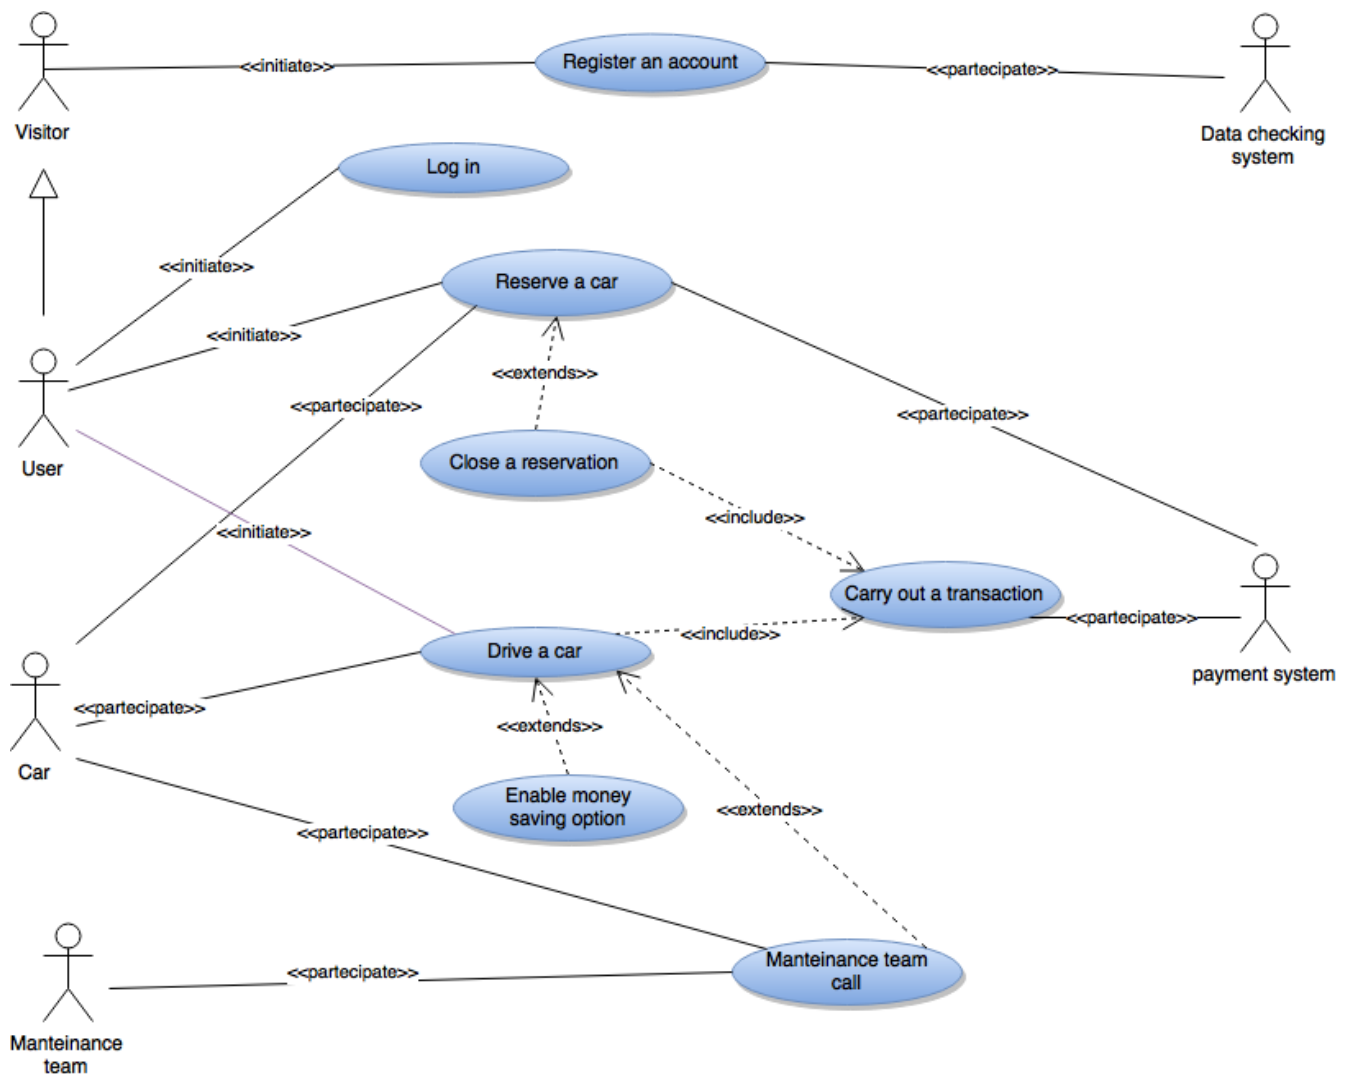 <<initiate>>
Register an account
<<partecipate>>
Visitor
Data checking
system
Log in
<<initiate>>
Reserve a car
<<initiate>>
<<extends>>
<<partecipate>>
<<partecipate>>
User
Close a reservation
<<include>>
<<initiate>>
Carry out a transaction
<<partecipate>>
<<include>>
Drive a car
payment system
<<partecipate>>
<<extends>>
Car
Enable money
saving option
<<extends>>
<<partecipate>>
Manteinance team
call
<<partecipate>>
Manteinance
team